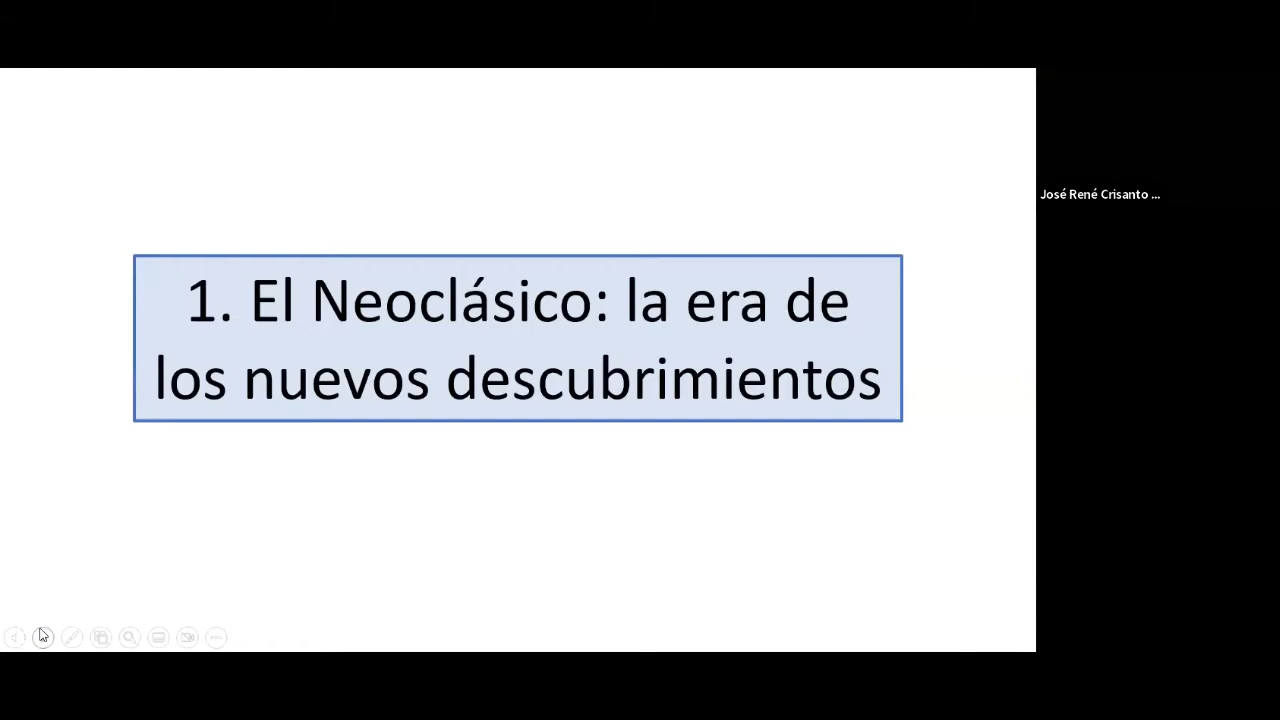 1. El Neoclásico: la era de
los nuevos descubrimientos
José René Crisanto ...